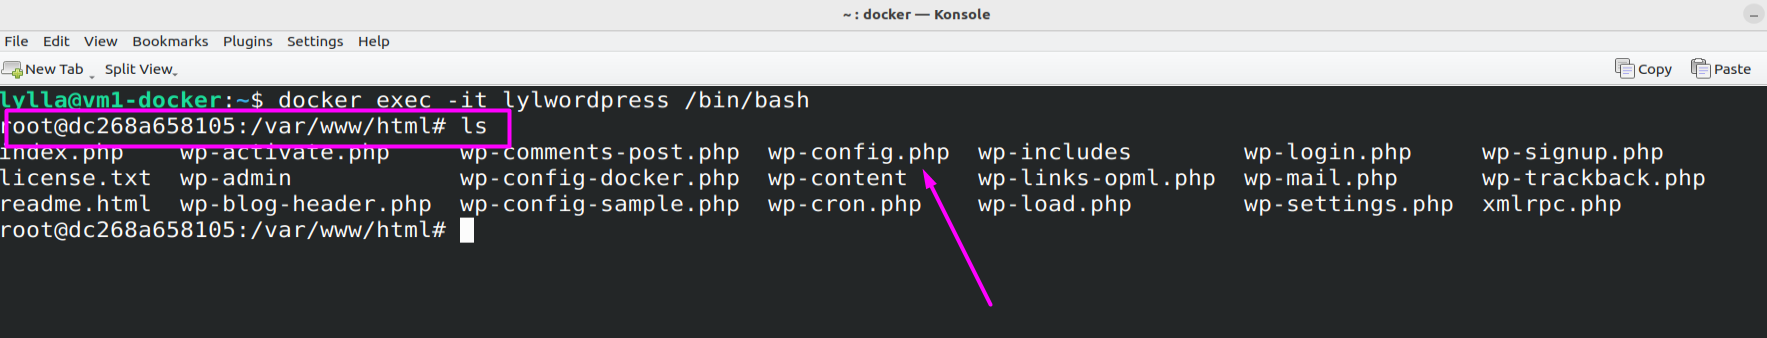 ~ : docker — Konsole
File Edit View Bookmarks Plugins Settings Help
New Tab Split View Copy Paste
lylla@vm1-docker:~$ docker exec -it lylwordpress /bin/bash
root@dc268a658105:/var/www/html# ls
index.php wp-activate.php wp-comments-post.php wp-config.php wp-includes wp-login.php wp-signup.php
license.txt wp-admin wp-config-docker.php wp-content wp-links-opml.php wp-mail.php wp-trackback.php
readme.html wp-blog-header.php wp-config-sample.php wp-cron.php wp-load.php wp-settings.php xmlrpc.php
root@dc268a658105:/var/www/html#